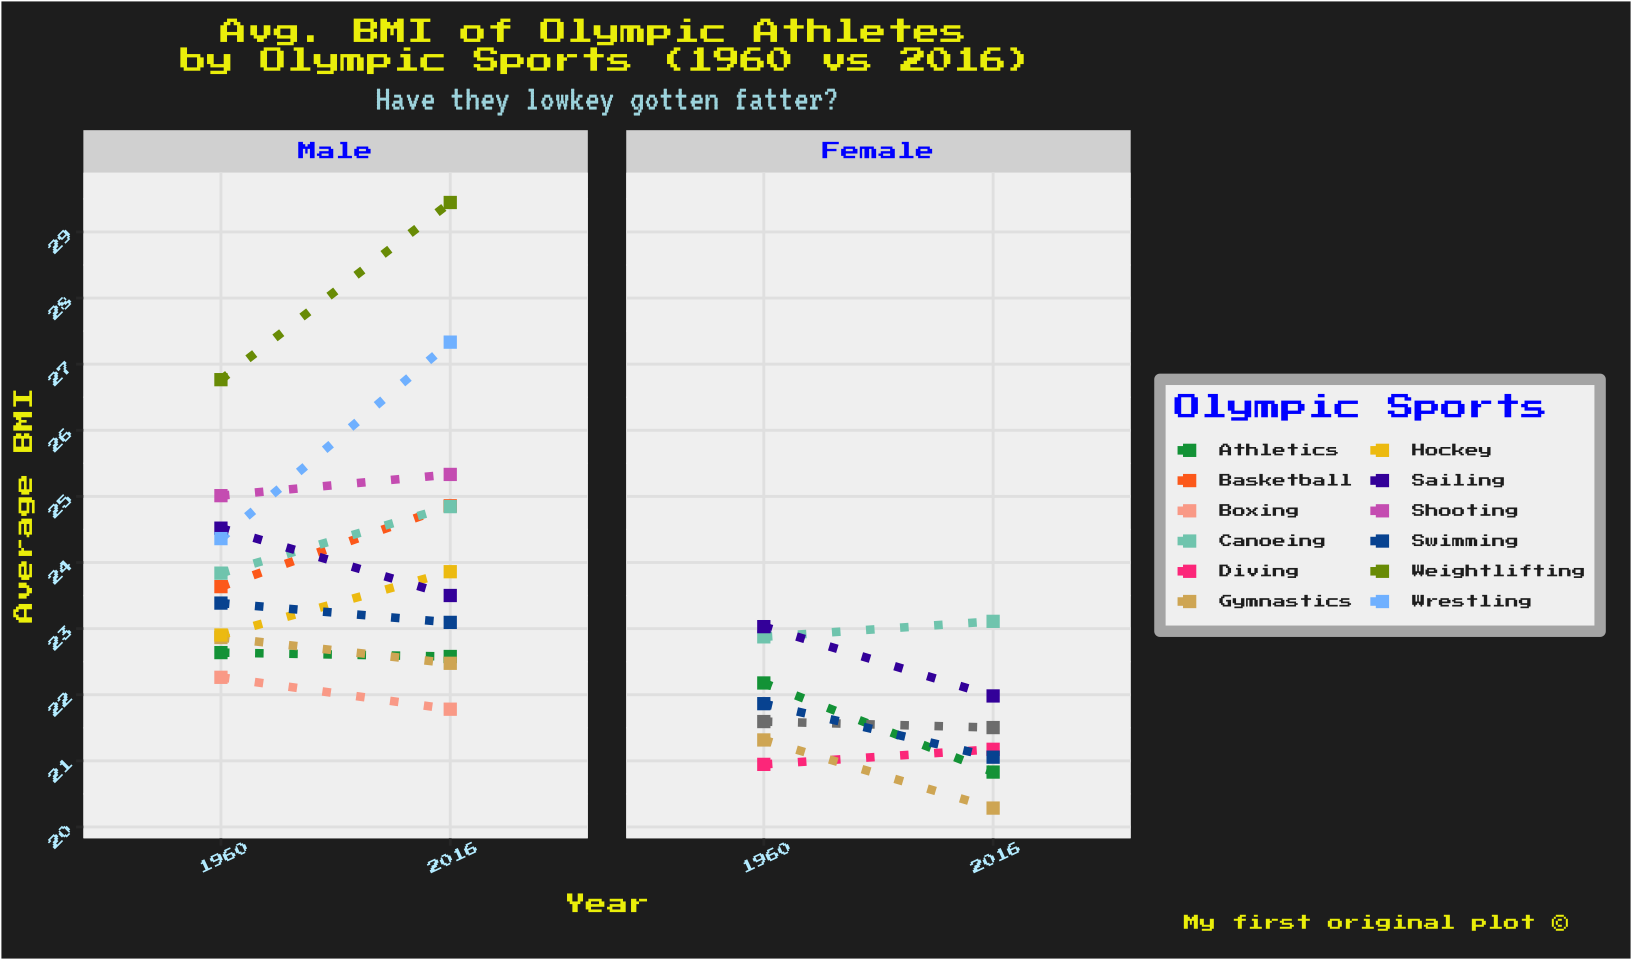 Avg. BMI of Olympic Athletes
by Olympic Sports (1960 vs 2016)
Have they lowkey gotten fatter?
Male
Female
29
28
27
26
25
24
23
22
21
20
Average BMI
1960
2016
1960
2016
Year
Olympic Sports
Athletics
Basketball
Boxing
Canoeing
Diving
Gymnastics
Hockey
Sailing
Shooting
Swimming
Weightlifting
Wrestling
My first original plot ©